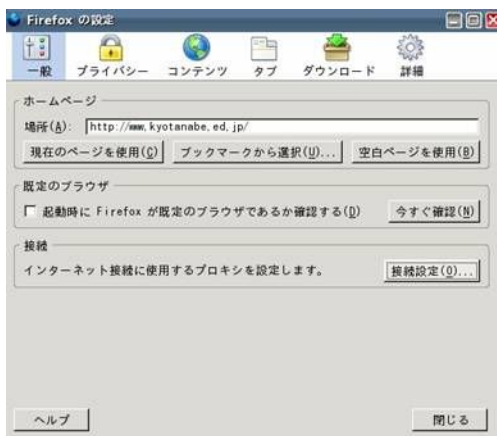 Firefox の設定
一般 プライバシー コンテンツ タブ ダウンロード 詳細
ホームページ
場所(A): http://www.kyotanabe.ed.jp/
現在のページを使用(C) ブックマークから選択(U)... 空白ページを使用(B)
既定のブラウザ
起動時に Firefox が既定のブラウザであるか確認する(D) 今すぐ確認(N)
接続
インターネット接続に使用するプロキシを設定します。 接続設定(O)...
ヘルプ 閉じる